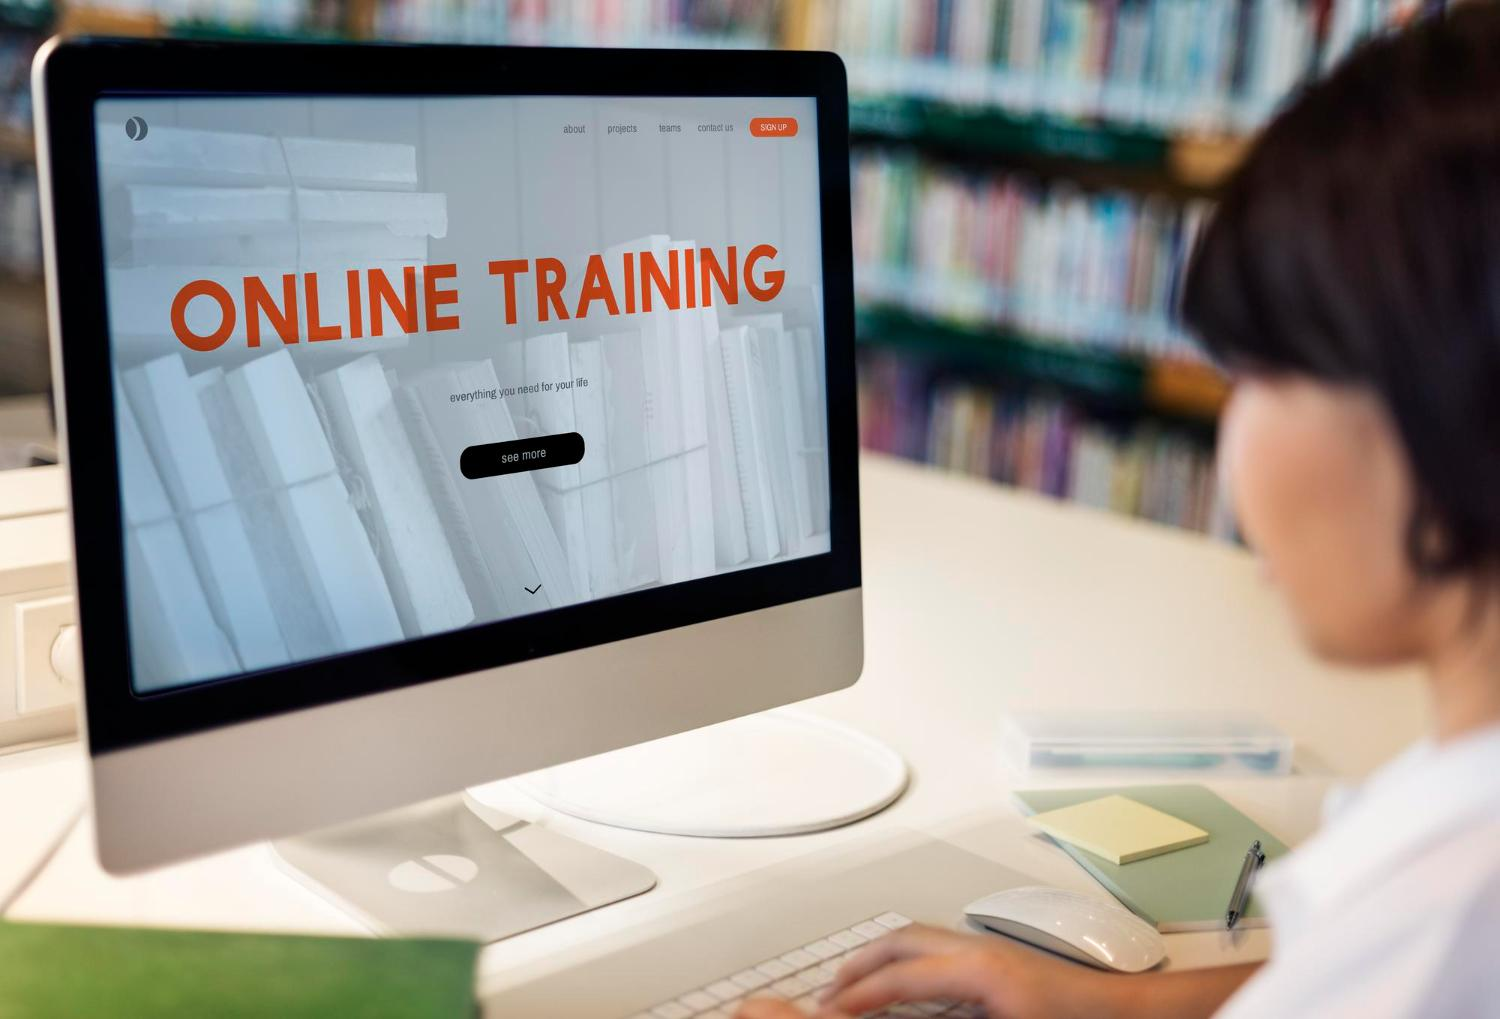 about projects teams contact us SIGN UP
ONLINE TRAINING
everything you need for your life
see more